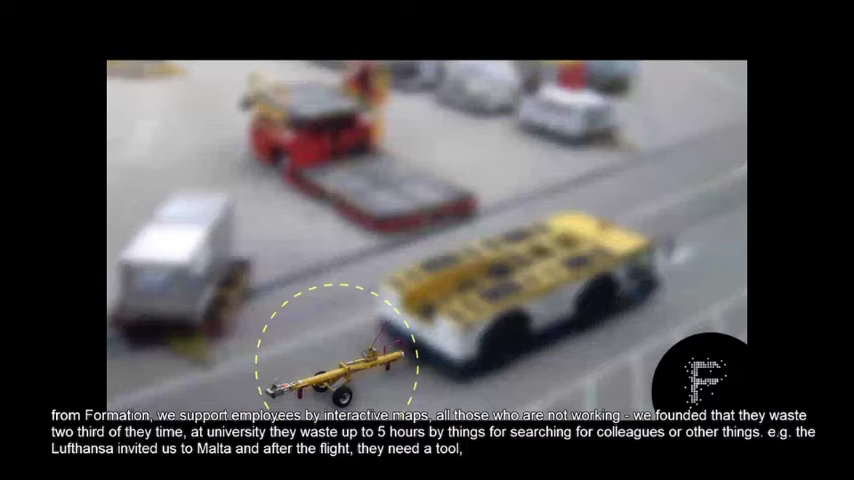 from Formation, we support employees by interactive maps, all those who are not working - we founded that they waste
two third of they time, at university they waste up to 5 hours by things for searching for colleagues or other things. e.g. the
Lufthansa invited us to Malta and after the flight, they need a tool,
F